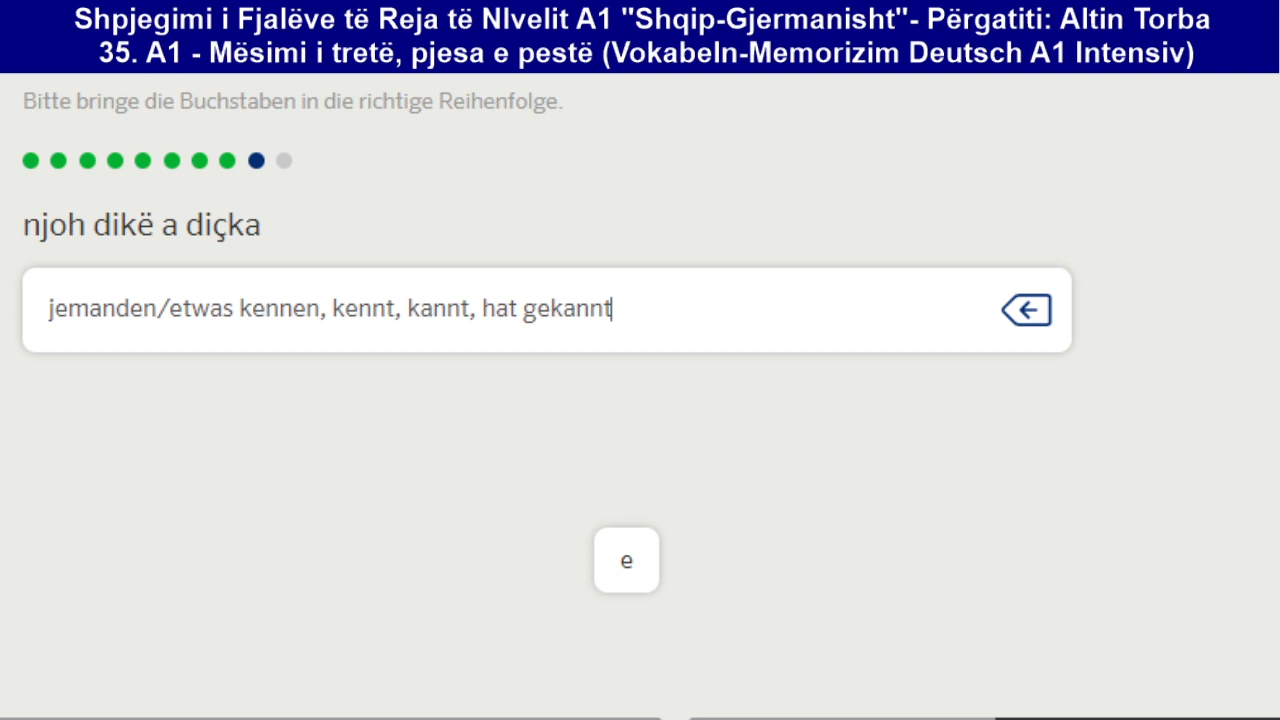 Shpjegimi i Fjalëve të Reja të NIvelit A1 "Shqip-Gjermanisht"- Përgatiti: Altin Torba
35. A1 - Mësimi i tretë, pjesa e pestë (Vokabeln-Memorizim Deutsch A1 Intensiv)
Bitte bringe die Buchstaben in die richtige Reihenfolge.
njoh dikë a diçka
jemanden/etwas kennen, kennt, kannt, hat gekannt
e